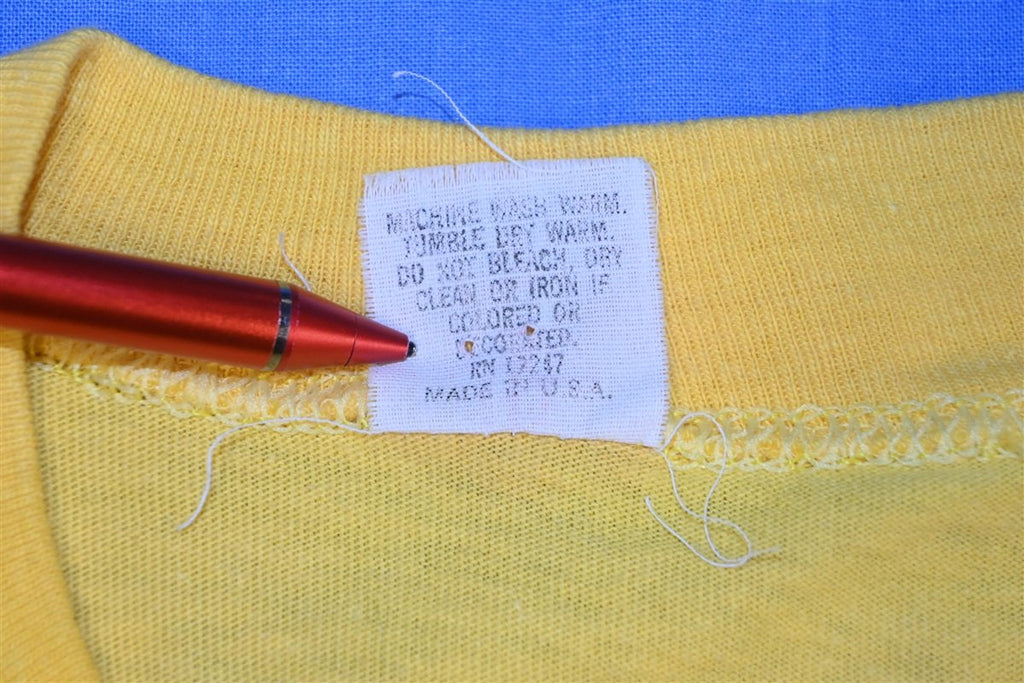 MACHINE WASH WARM.
TUMBLE DRY WARM.
DO NOT BLEACH, DRY
CLEAN OR IRON IF
COLORED OR
DECORATED.
RN 17247
MADE IN U.S.A.